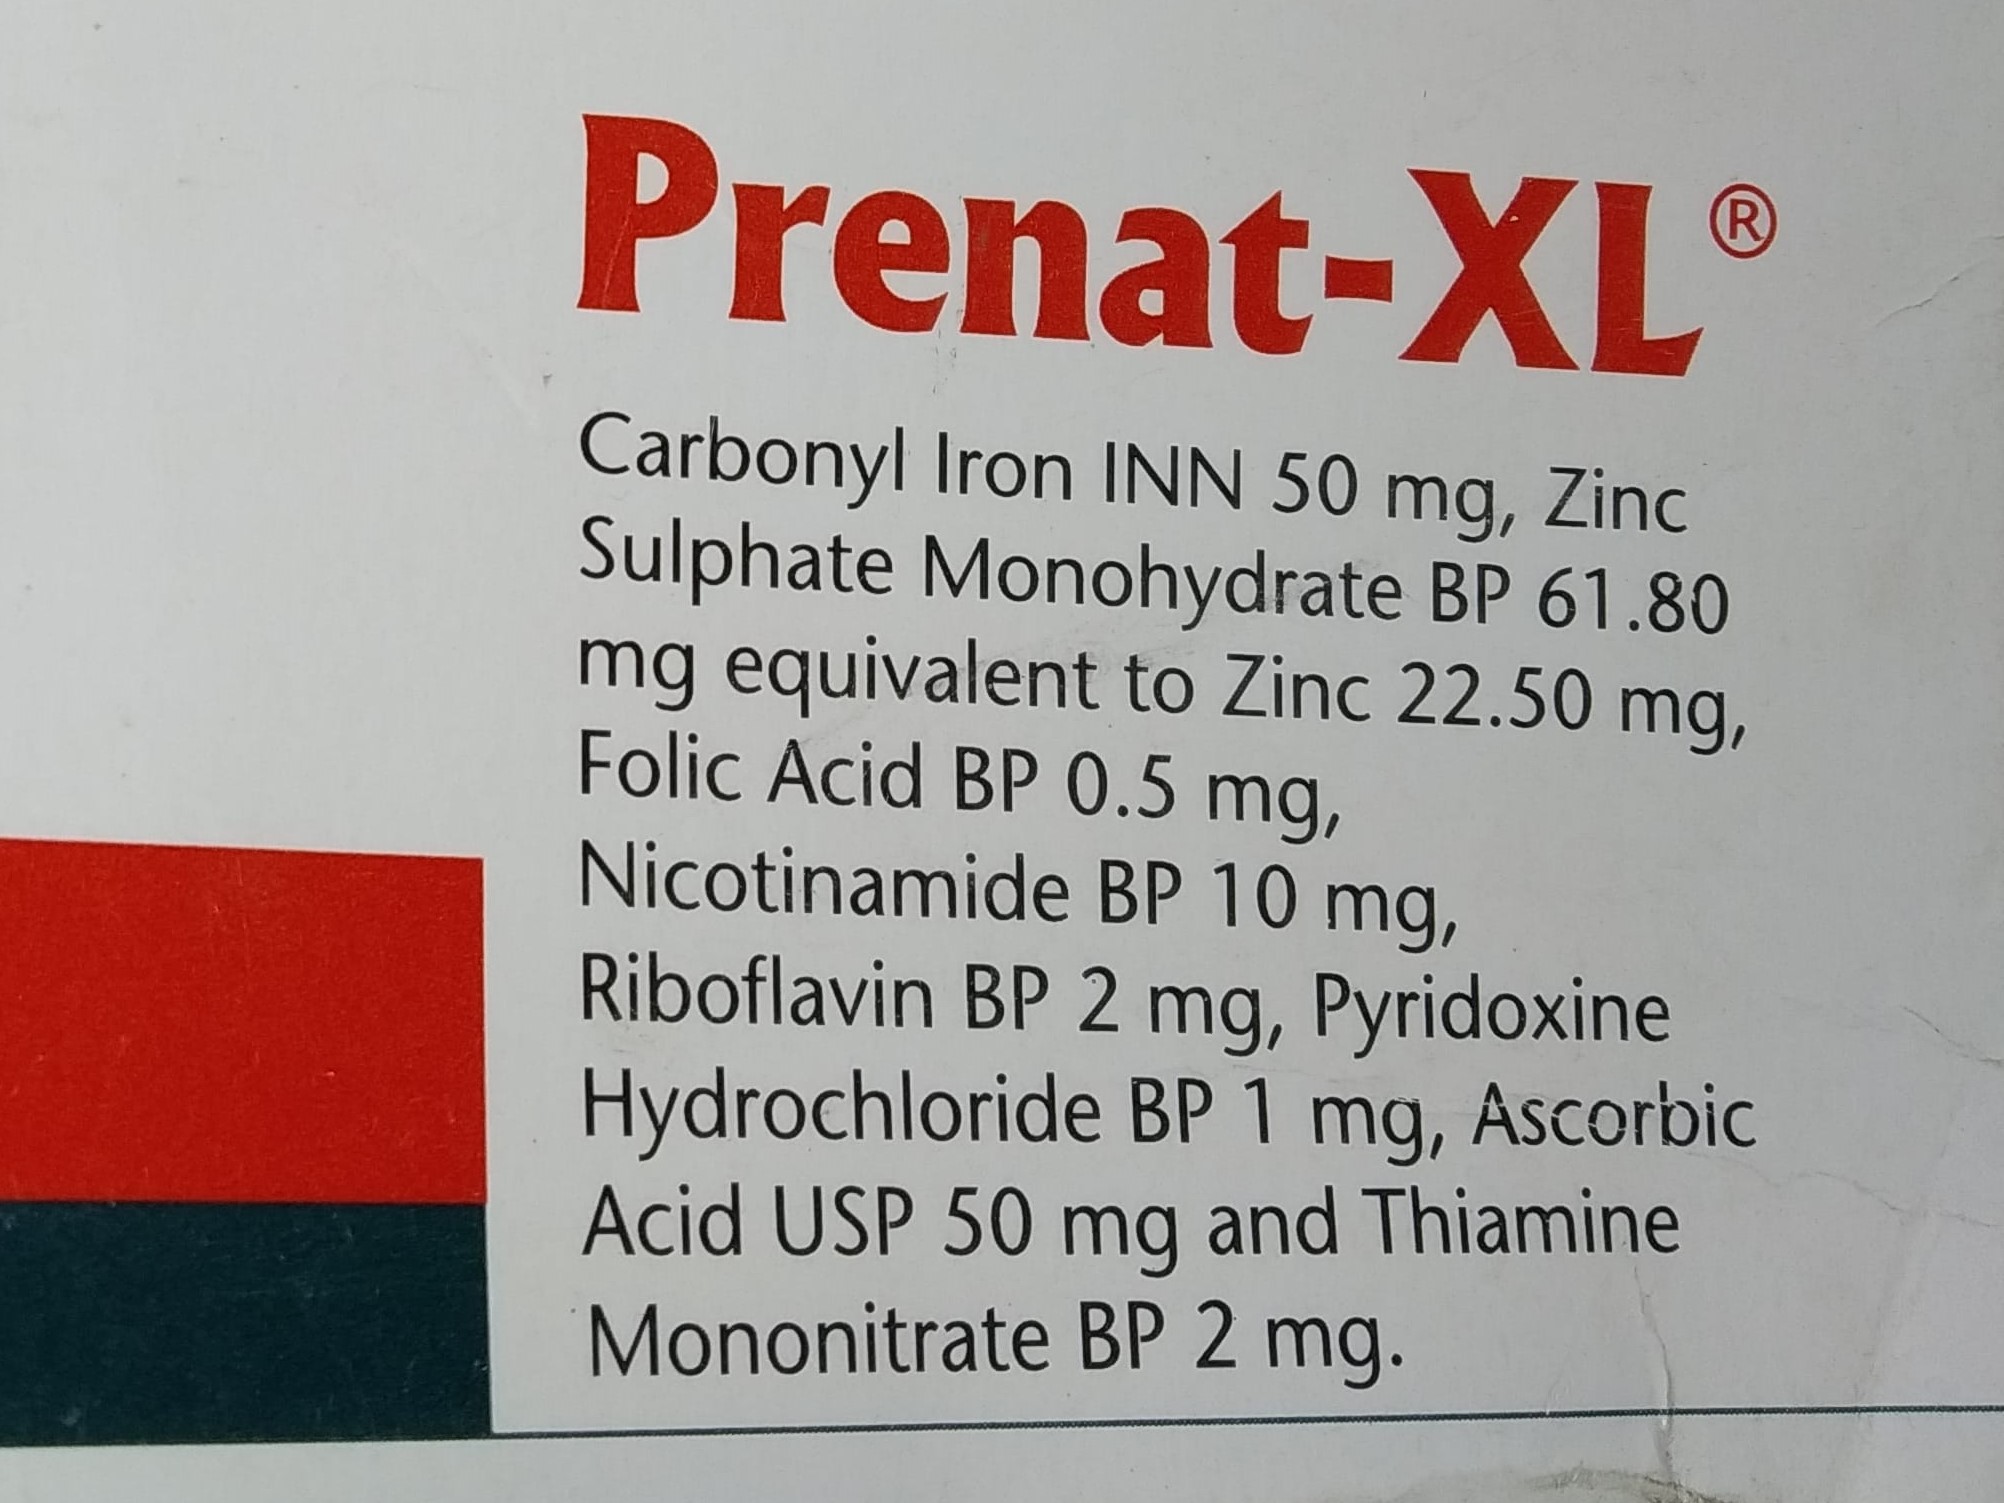 Prenat-XL®
Carbonyl Iron INN 50 mg, Zinc
Sulphate Monohydrate BP 61.80
mg equivalent to Zinc 22.50 mg,
Folic Acid BP 0.5 mg,
Nicotinamide BP 10 mg,
Riboflavin BP 2 mg, Pyridoxine
Hydrochloride BP 1 mg, Ascorbic
Acid USP 50 mg and Thiamine
Mononitrate BP 2 mg.